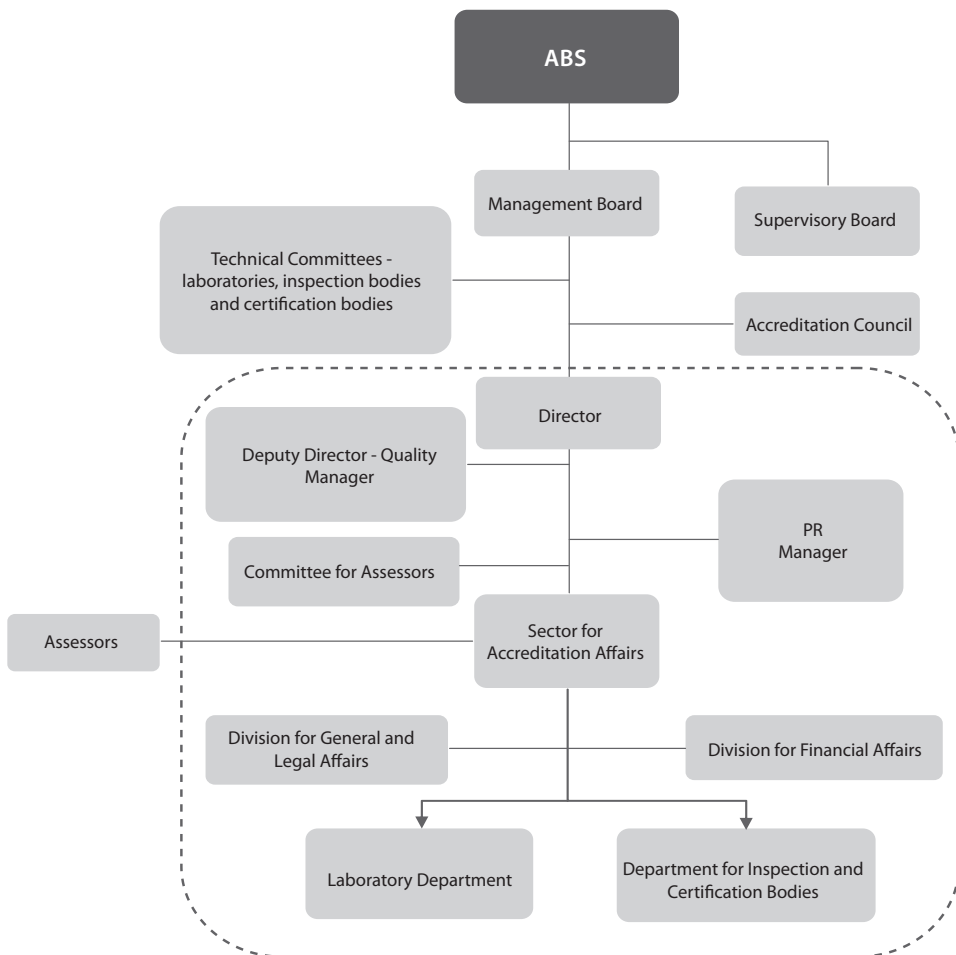 ABS
Management Board
Supervisory Board
Technical Committees -
laboratories, inspection bodies
and certification bodies
Accreditation Council
Director
Deputy Director - Quality
Manager
PR
Manager
Committee for Assessors
Sector for
Accreditation Affairs
Assessors
Division for General and
Legal Affairs
Division for Financial Affairs
Laboratory Department
Department for Inspection and
Certification Bodies